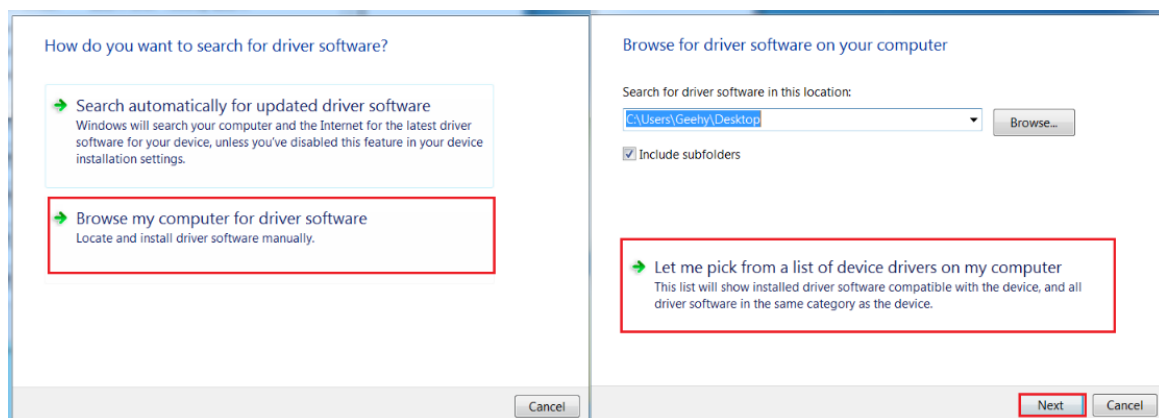 How do you want to search for driver software?
Search automatically for updated driver software
Windows will search your computer and the Internet for the latest driver
software for your device, unless you've disabled this feature in your device
installation settings.
Browse my computer for driver software
Locate and install driver software manually.
Cancel
Browse for driver software on your computer
Search for driver software in this location:
C:\Users\Geehy\Desktop
Browse...
Include subfolders
Let me pick from a list of device drivers on my computer
This list will show installed driver software compatible with the device, and all
driver software in the same category as the device.
Next
Cancel